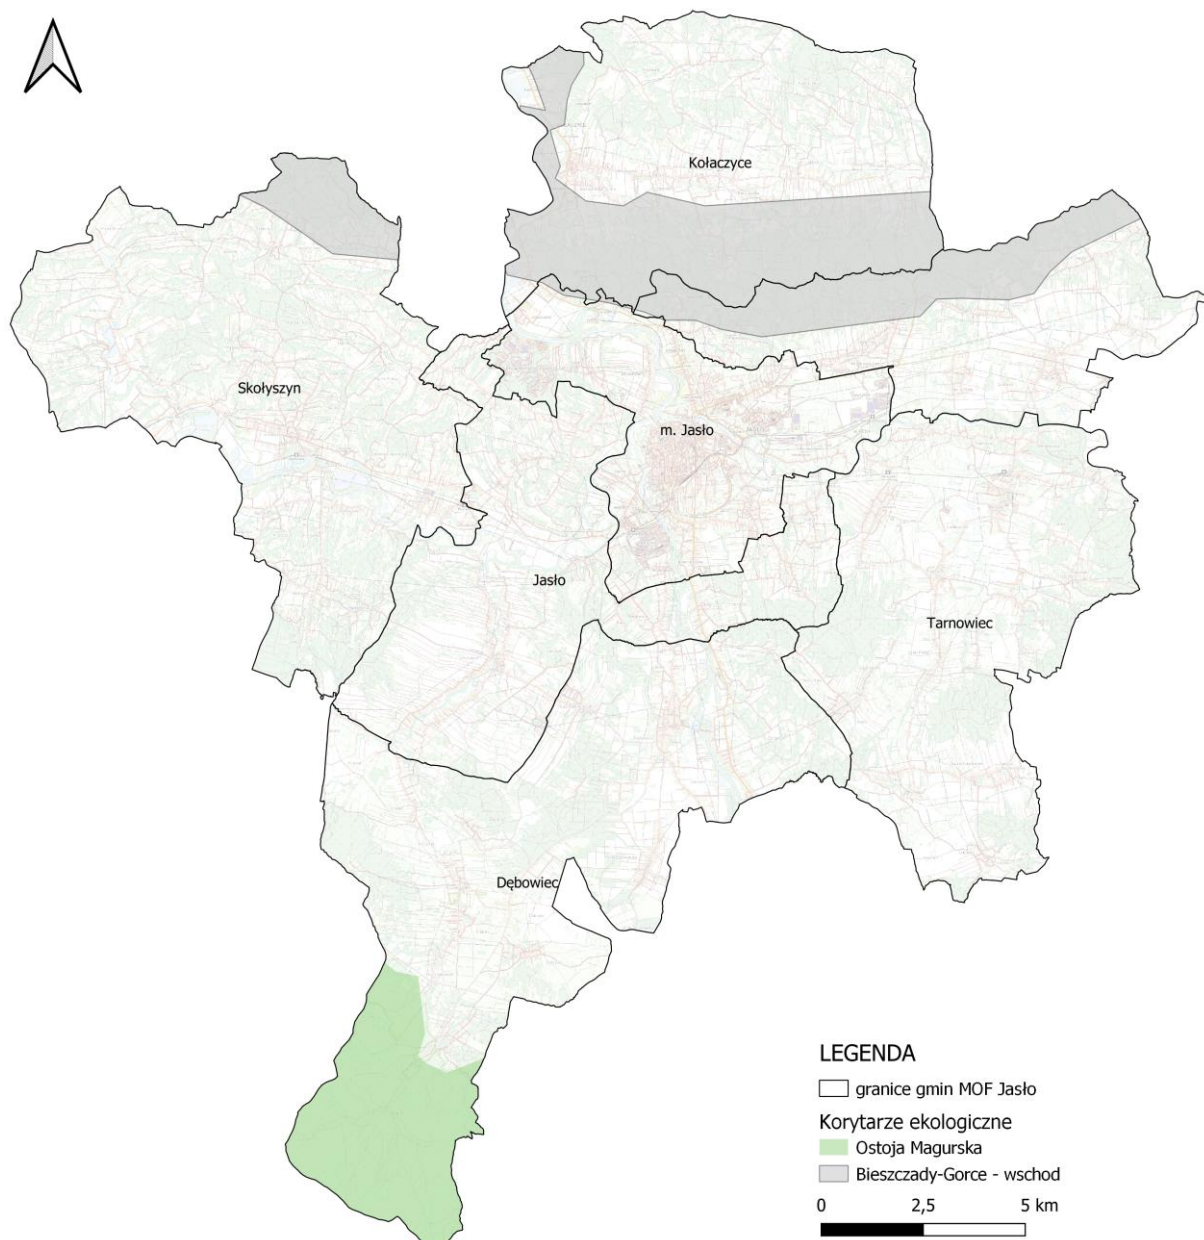 Kołaczyce
Skołyszyn
m. Jasło
Jasło
Tarnowiec
Dębowiec
LEGENDA
granice gmin MOF Jasło
Korytarze ekologiczne
Ostoja Magurska
Bieszczady-Gorce - wschod
0 2,5 5 km